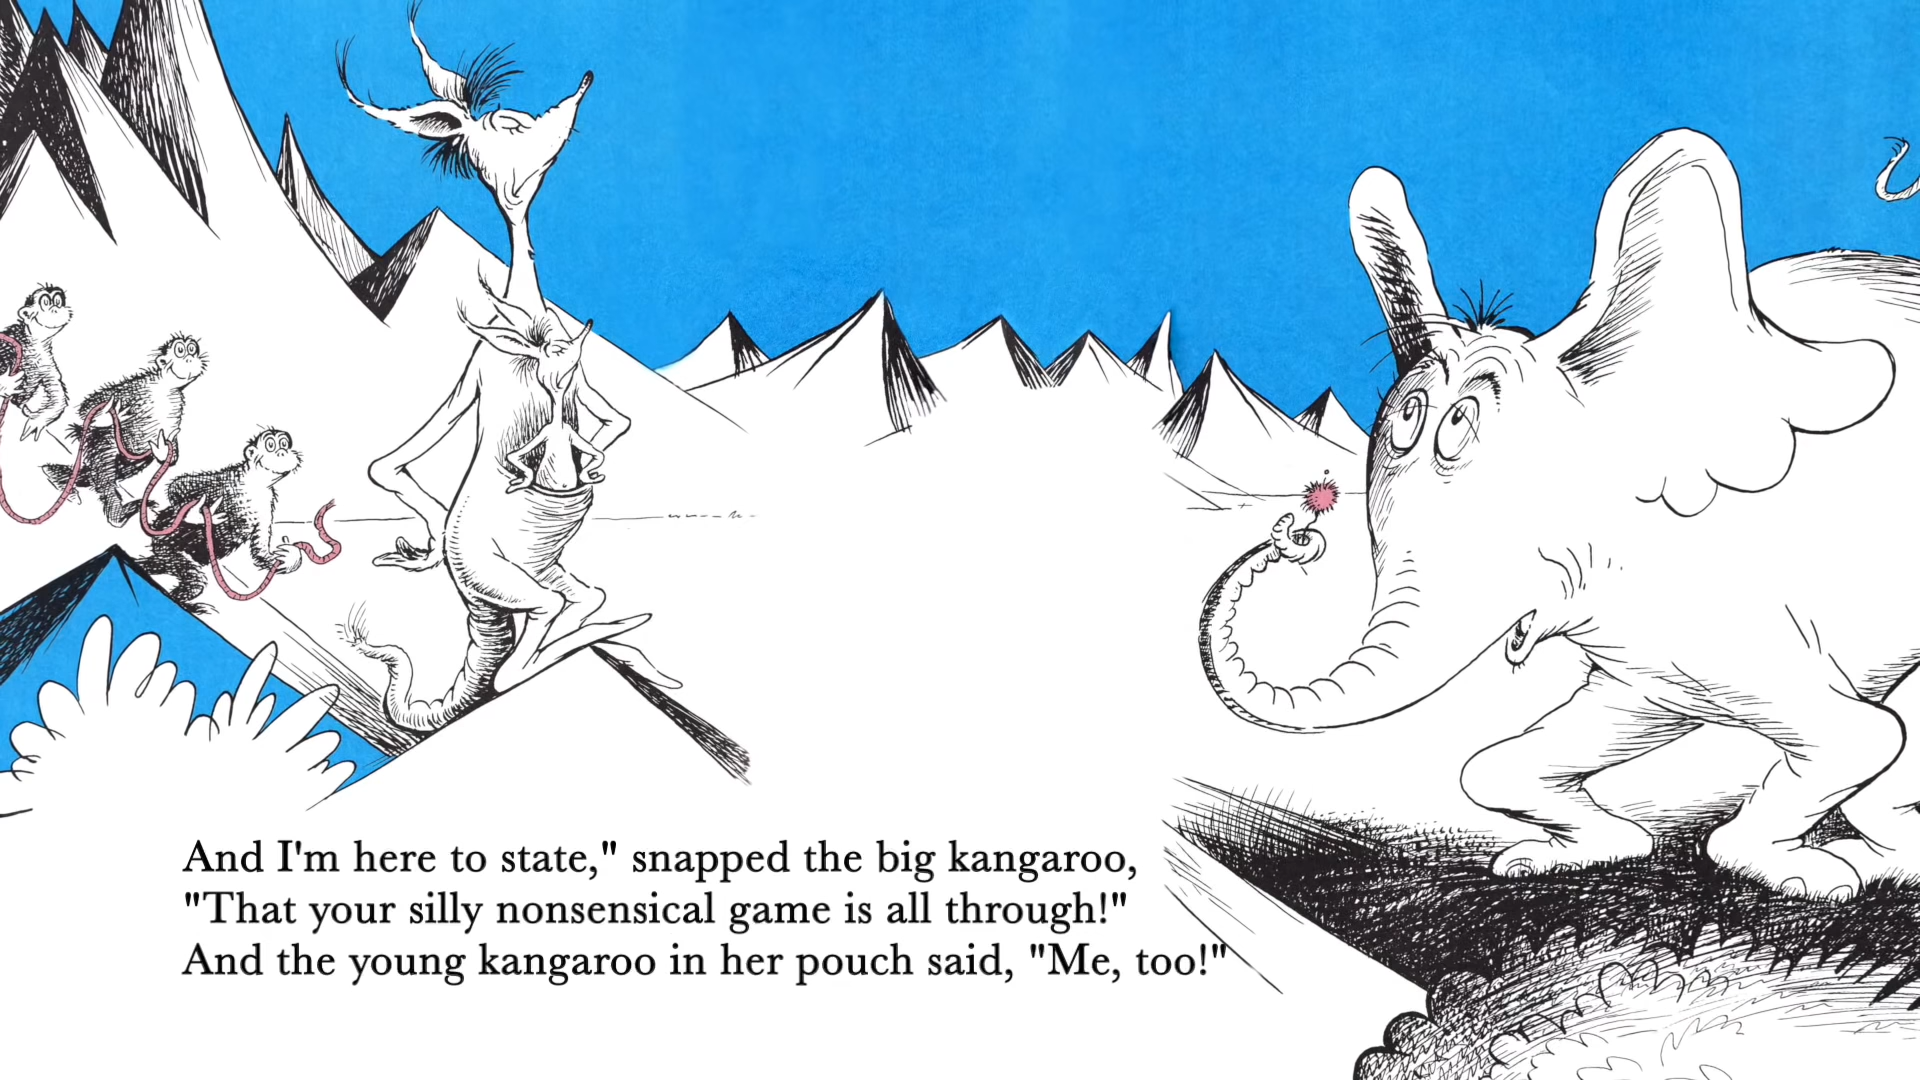 And I'm here to state," snapped the big kangaroo,
"That your silly nonsensical game is all through!"
And the young kangaroo in her pouch said, "Me, too!"